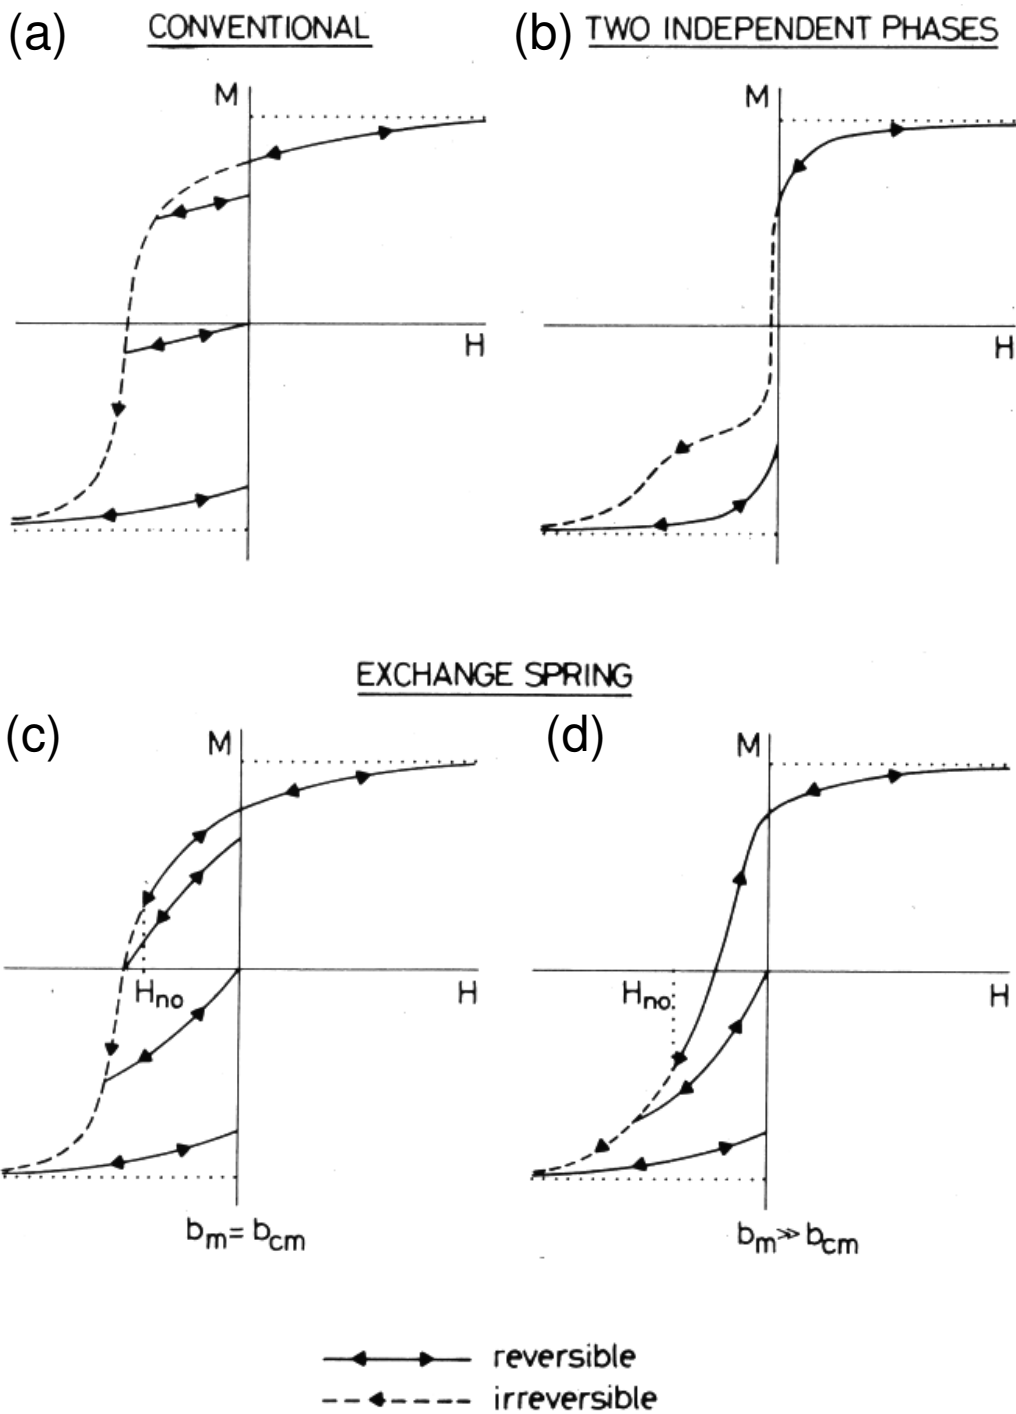 (a) CONVENTIONAL
(b) TWO INDEPENDENT PHASES
M
H
M
H
EXCHANGE SPRING
(c)
M
Hno
H
bm = bcm
(d)
M
Hno
H
bm >> bcm
reversible
irreversible